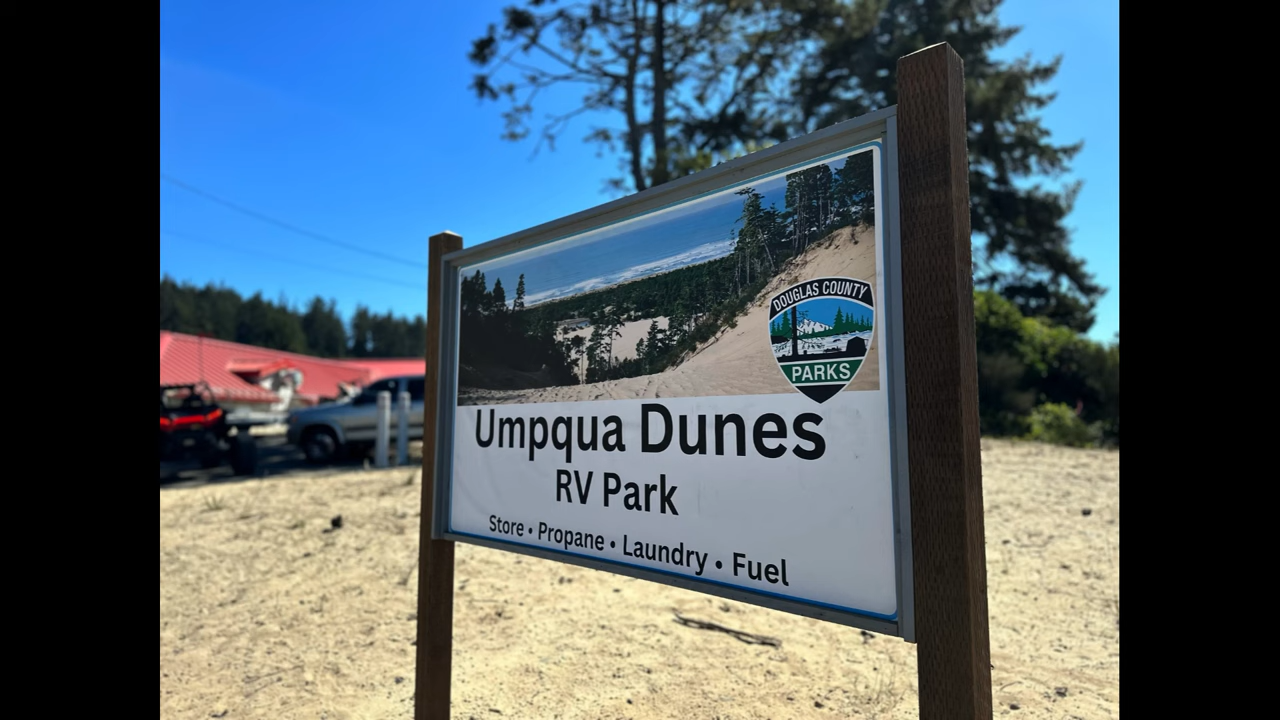 DOUGLAS COUNTY
PARKS
Umpqua Dunes
RV Park
Store • Propane • Laundry • Fuel